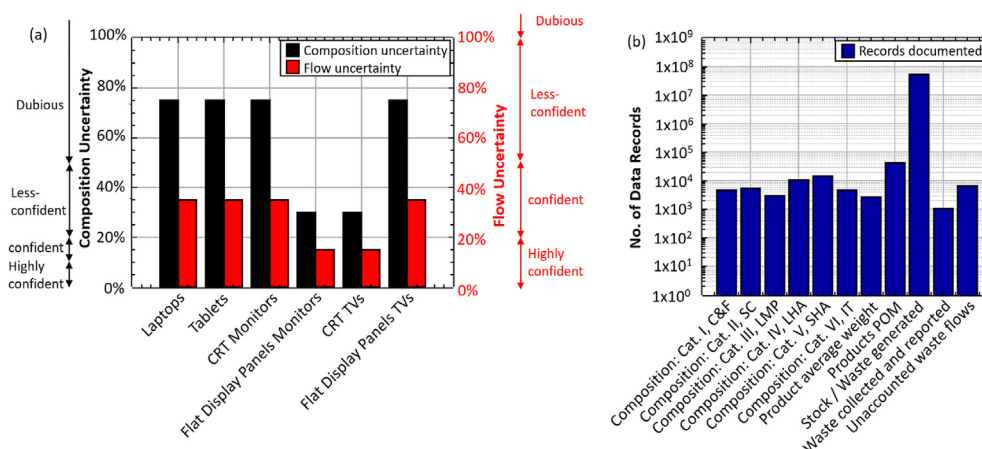 (a)
Dubious
Less-
confident
confident
Highly
confident
Composition Uncertainty
100%
80%
60%
40%
20%
0%
Composition uncertainty
Flow uncertainty
Laptops
Tablets
CRT Monitors
Flat Display Panels Monitors
CRT TVs
Flat Display Panels TVs
100%
80%
60%
40%
20%
0%
Flow Uncertainty
Dubious
Less-
confident
confident
Highly
confident
(b)
No. of Data Records
1x10⁹
1x10⁸
1x10⁷
1x10⁶
1x10⁵
1x10⁴
1x10³
1x10²
1x10¹
1x10⁰
Records documented
Composition: Cat. I, C&F
Composition: Cat. II, SC
Composition: Cat. III, LMP
Composition: Cat. IV, LHA
Composition: Cat. V, SHA
Composition: Cat. VI, IT
Product average weight
Products POM
Stock / Waste generated
Waste collected and reported
Unaccounted waste flows